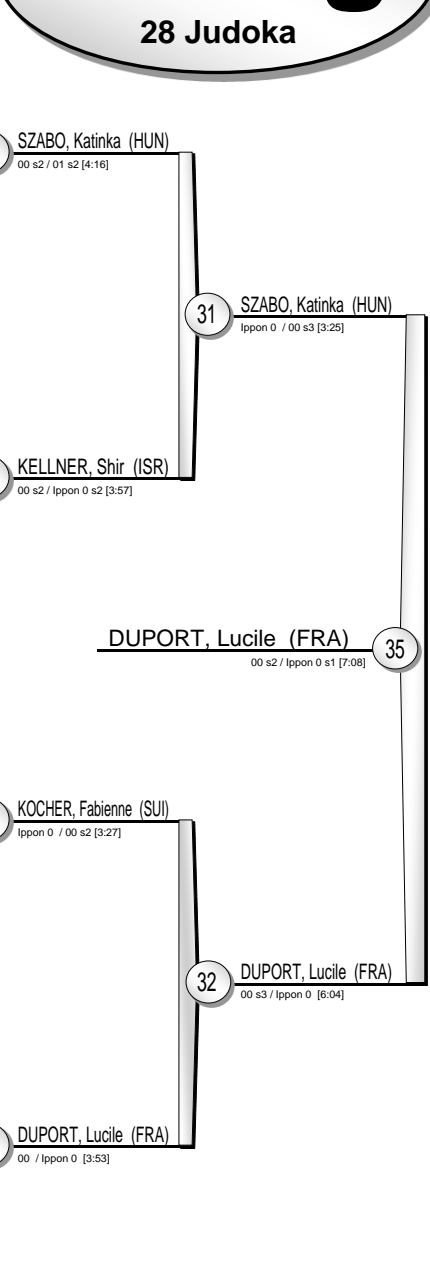 28 Judoka
SZABO, Katinka (HUN)
00 s2 / 01 s2 [4:16]
31
SZABO, Katinka (HUN)
Ippon 0 / 00 s3 [3:25]
KELLNER, Shir (ISR)
00 s2 / Ippon 0 s2 [3:57]
DUPORT, Lucile (FRA)
35
00 s2 / Ippon 0 s1 [7:08]
KOCHER, Fabienne (SUI)
Ippon 0 / 00 s2 [3:27]
32
DUPORT, Lucile (FRA)
00 s3 / Ippon 0 [6:04]
DUPORT, Lucile (FRA)
00 / Ippon 0 [3:53]